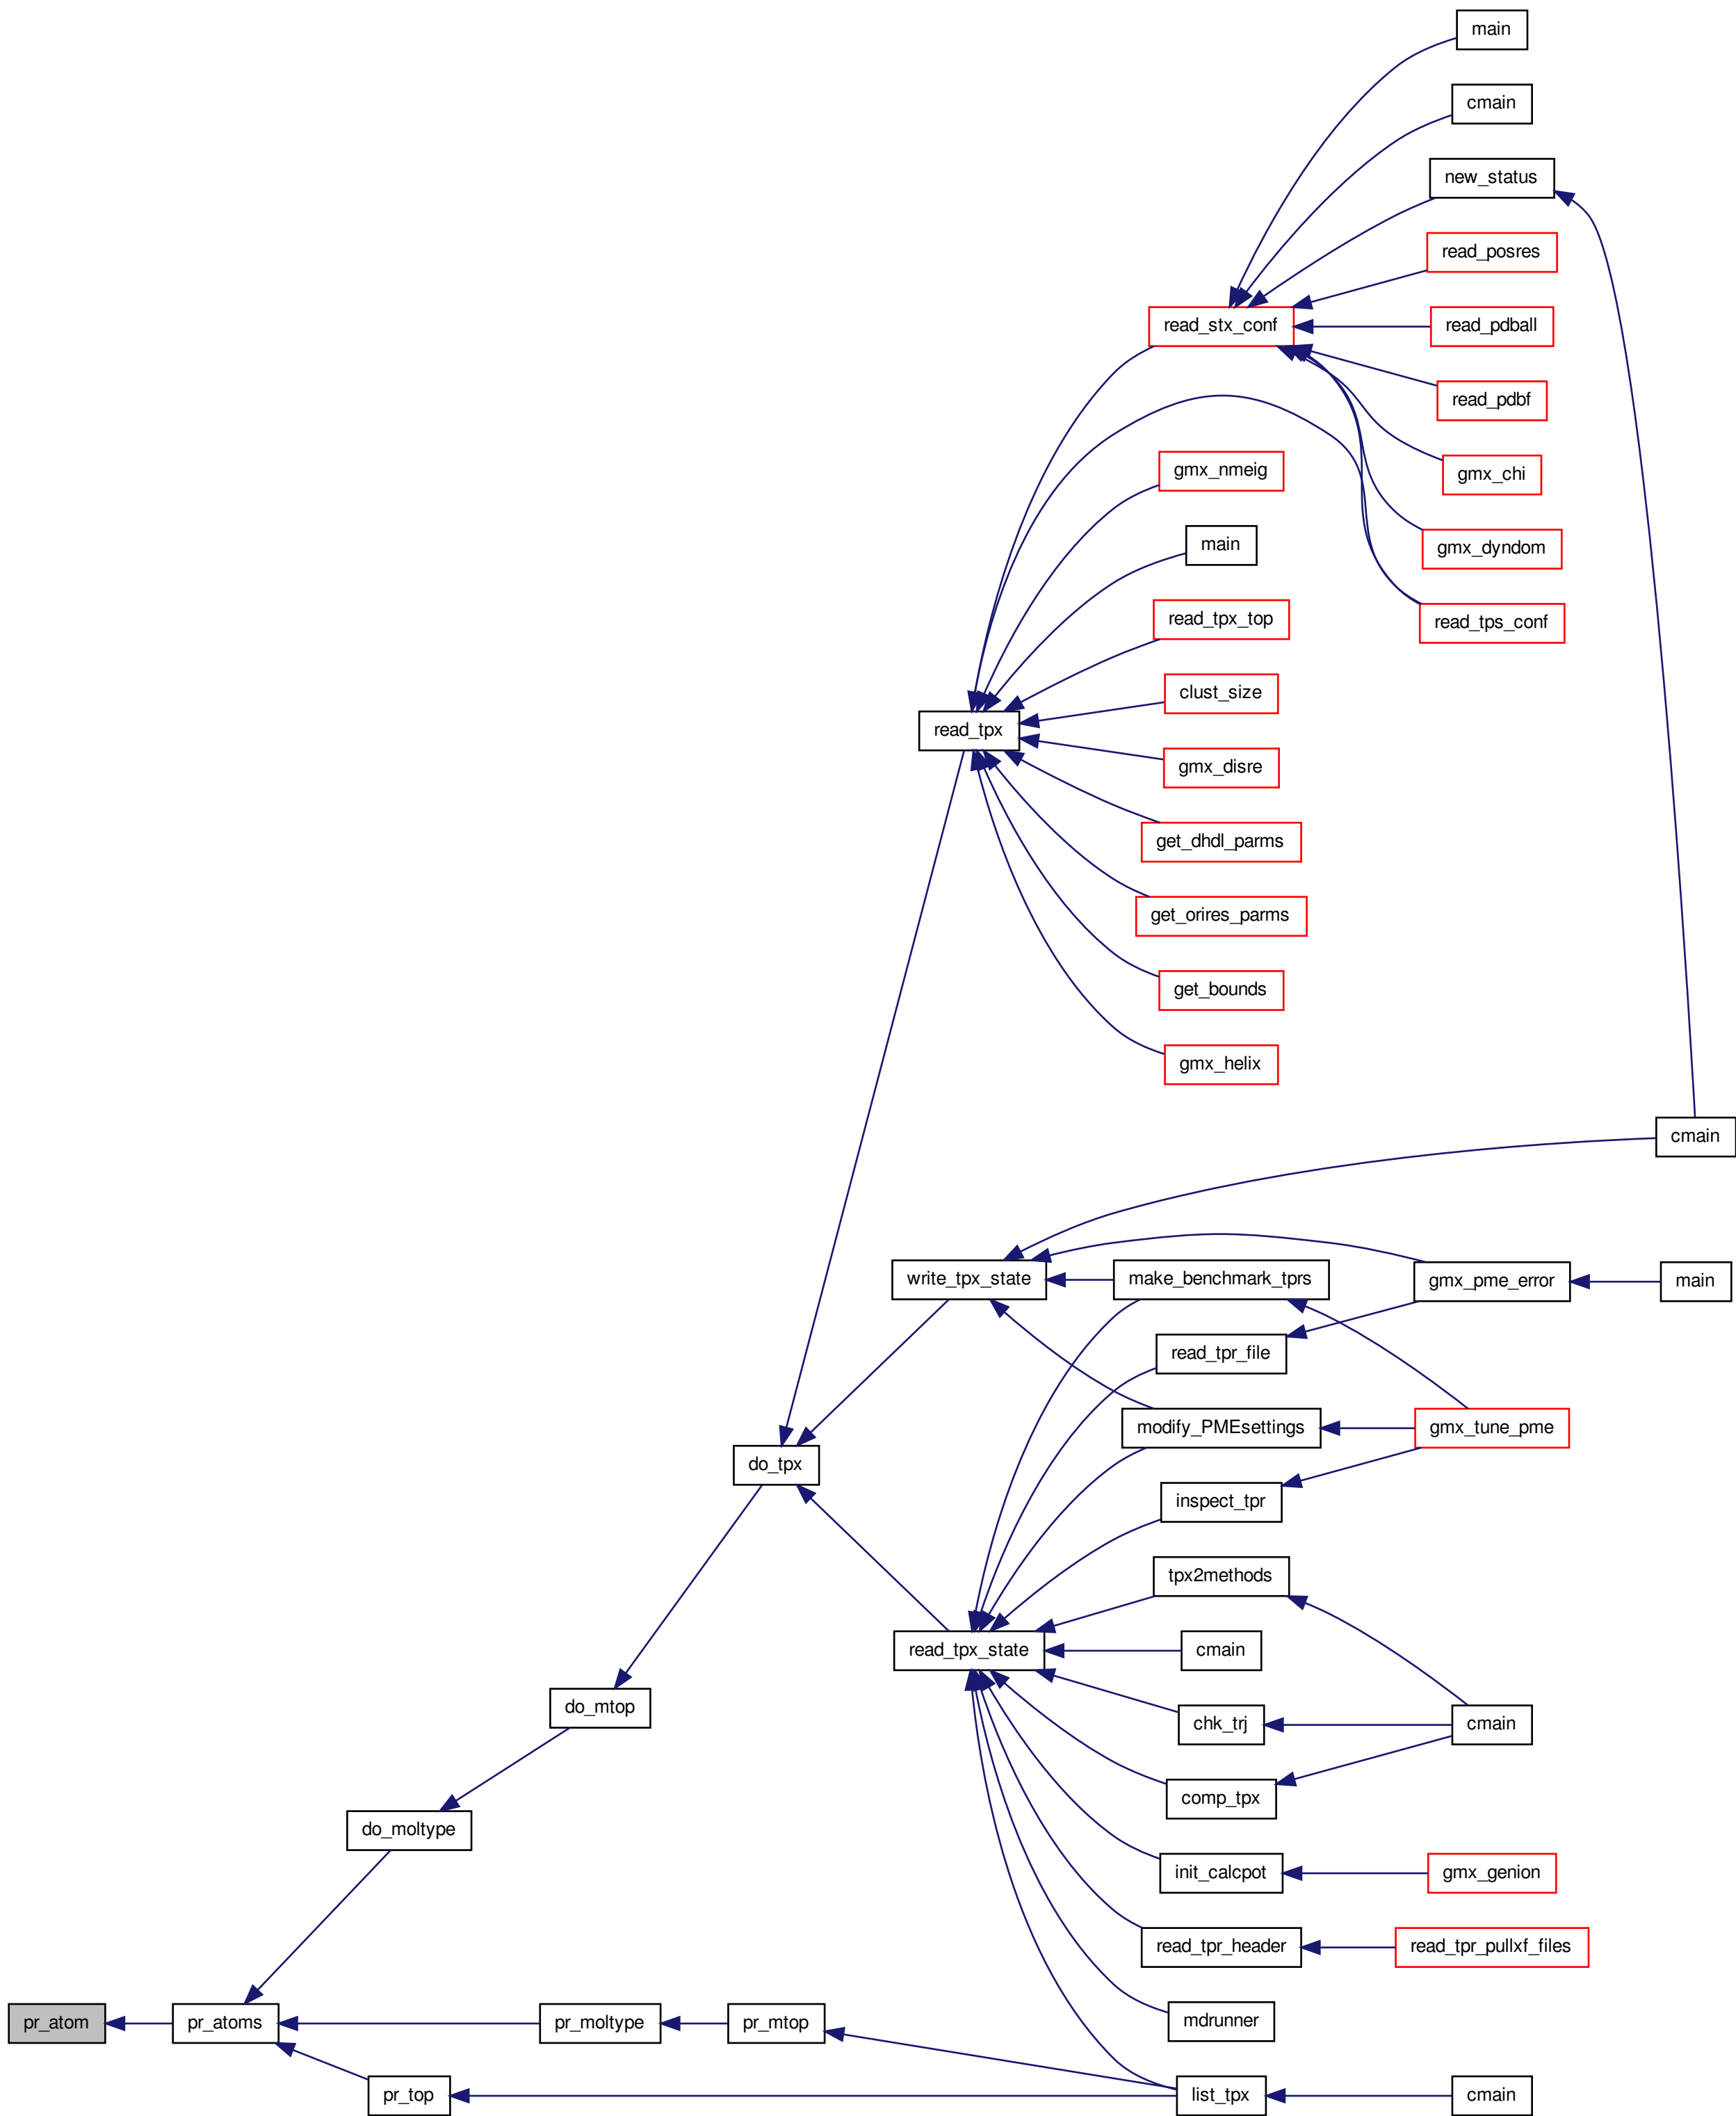 main
cmain
new_status
read_posres
read_stx_conf
read_pdball
read_pdbf
gmx_nmeig
gmx_chi
main
gmx_dyndom
read_tpx_top
read_tps_conf
clust_size
read_tpx
gmx_disre
get_dhdl_parms
get_orires_parms
get_bounds
gmx_helix
cmain
write_tpx_state
make_benchmark_tprs
gmx_pme_error
main
read_tpr_file
modify_PMEsettings
gmx_tune_pme
do_tpx
inspect_tpr
tpx2methods
read_tpx_state
cmain
do_mtop
chk_trj
cmain
comp_tpx
do_moltype
init_calcpot
gmx_genion
read_tpr_header
read_tpr_pullxf_files
pr_atom
pr_atoms
pr_moltype
pr_mtop
mdrunner
pr_top
list_tpx
cmain